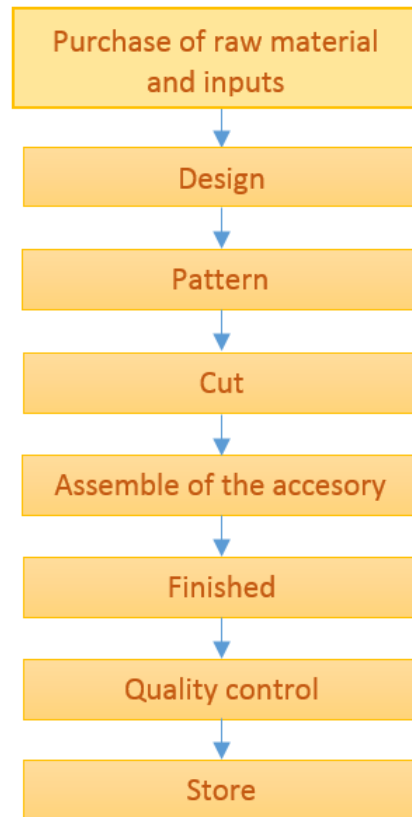 Purchase of raw material
and inputs
Design
Pattern
Cut
Assemble of the accesory
Finished
Quality control
Store